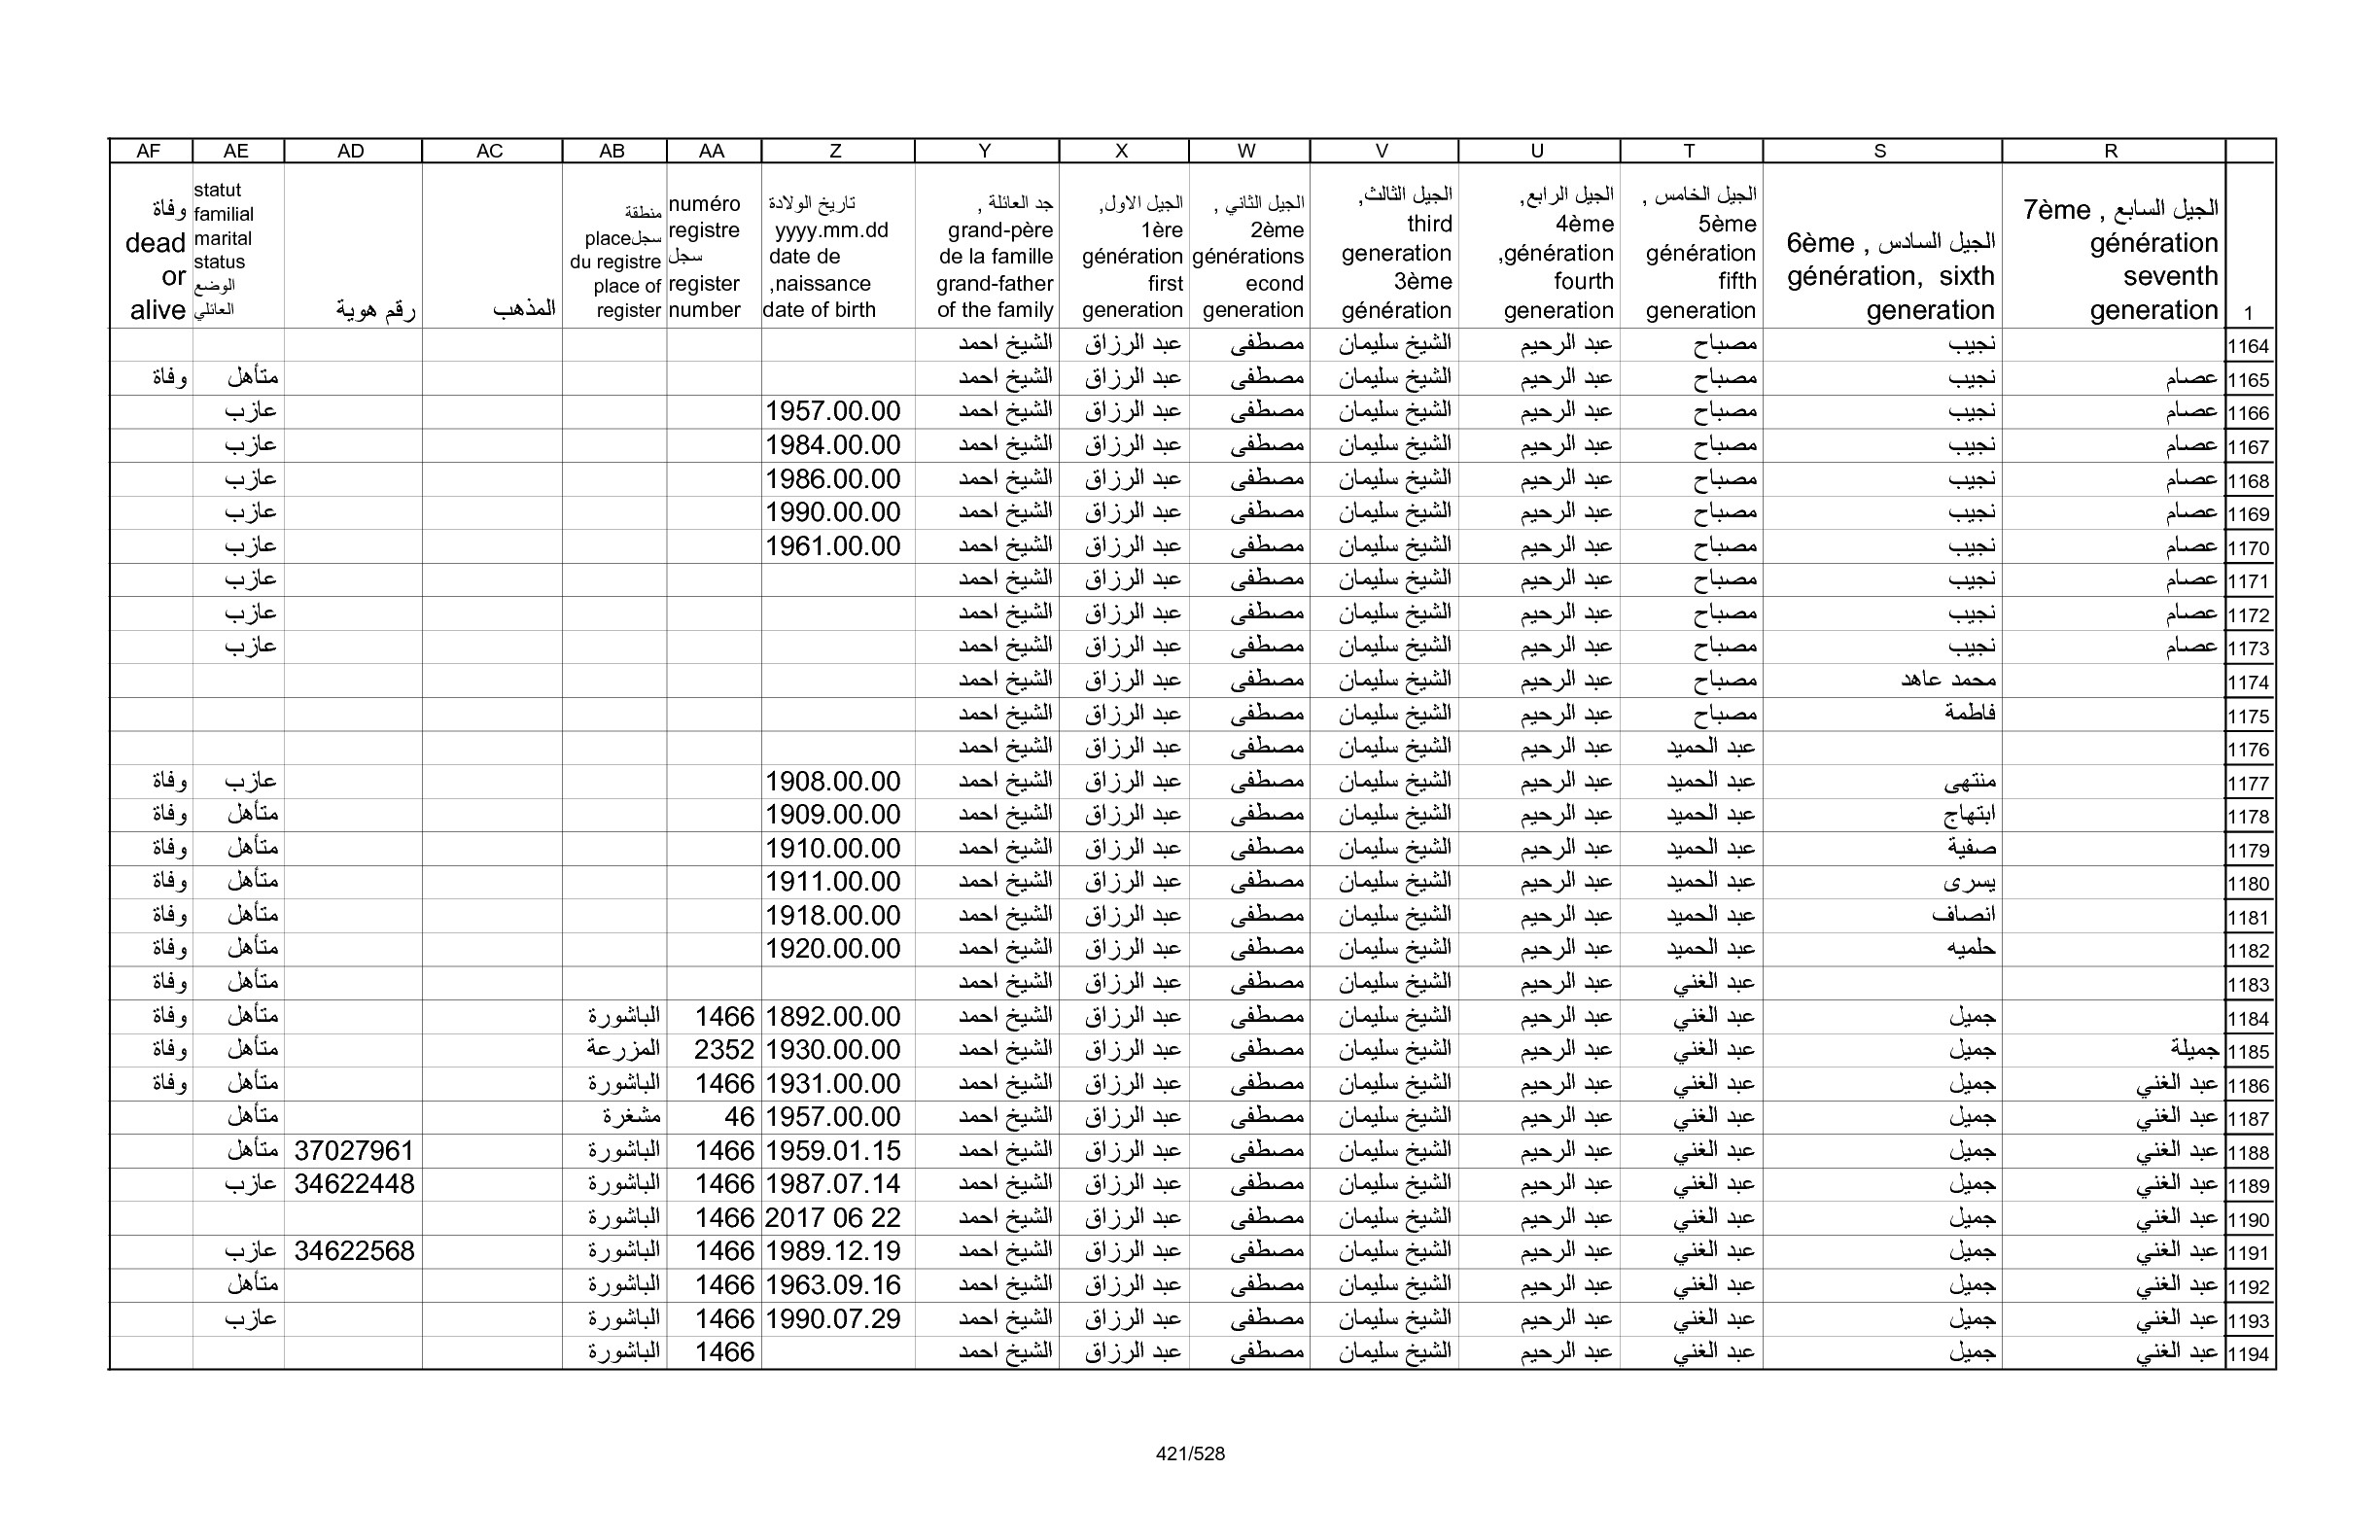 R S T U V W X Y Z AA AB AC AD AE AF
1
الجيل السابع , 7ème
génération
seventh
generation
الجيل السادس , 6ème
génération, sixth
generation
الجيل الخامس ,
5ème
génération
fifth
generation
الجيل الرابع,
4ème
génération,
fourth
generation
الجيل الثالث,
third
generation
3ème
génération
الجيل الثاني ,
2ème
générations
econd
generation
الجيل الاول,
1ère
génération
first
generation
جد العائلة ,
grand-père
de la famille
grand-father
of the family
تاريخ الولادة
yyyy.mm.dd
date de
naissance,
date of birth
numéro
registre
سجل
register
number
منطقة
سجل place
du registre
place of
register
المذهب
رقم هوية
statut
familial
marital
status
الوضع
العائلي
وفاة
dead
or
alive
1164 نجيب مصباح عبد الرحيم الشيخ سليمان مصطفى عبد الرزاق الشيخ احمد
1165 عصام نجيب مصباح عبد الرحيم الشيخ سليمان مصطفى عبد الرزاق الشيخ احمد متأهل وفاة
1166 عصام نجيب مصباح عبد الرحيم الشيخ سليمان مصطفى عبد الرزاق الشيخ احمد 1957.00.00 عازب
1167 عصام نجيب مصباح عبد الرحيم الشيخ سليمان مصطفى عبد الرزاق الشيخ احمد 1984.00.00 عازب
1168 عصام نجيب مصباح عبد الرحيم الشيخ سليمان مصطفى عبد الرزاق الشيخ احمد 1986.00.00 عازب
1169 عصام نجيب مصباح عبد الرحيم الشيخ سليمان مصطفى عبد الرزاق الشيخ احمد 1990.00.00 عازب
1170 عصام نجيب مصباح عبد الرحيم الشيخ سليمان مصطفى عبد الرزاق الشيخ احمد 1961.00.00 عازب
1171 عصام نجيب مصباح عبد الرحيم الشيخ سليمان مصطفى عبد الرزاق الشيخ احمد عازب
1172 عصام نجيب مصباح عبد الرحيم الشيخ سليمان مصطفى عبد الرزاق الشيخ احمد عازب
1173 عصام نجيب مصباح عبد الرحيم الشيخ سليمان مصطفى عبد الرزاق الشيخ احمد عازب
1174 محمد عاهد مصباح عبد الرحيم الشيخ سليمان مصطفى عبد الرزاق الشيخ احمد
1175 فاطمة مصباح عبد الرحيم الشيخ سليمان مصطفى عبد الرزاق الشيخ احمد
1176 عبد الحميد عبد الرحيم الشيخ سليمان مصطفى عبد الرزاق الشيخ احمد
1177 منتهى عبد الحميد عبد الرحيم الشيخ سليمان مصطفى عبد الرزاق الشيخ احمد 1908.00.00 عازب وفاة
1178 ابتهاج عبد الحميد عبد الرحيم الشيخ سليمان مصطفى عبد الرزاق الشيخ احمد 1909.00.00 متأهل وفاة
1179 صفية عبد الحميد عبد الرحيم الشيخ سليمان مصطفى عبد الرزاق الشيخ احمد 1910.00.00 متأهل وفاة
1180 يسرى عبد الحميد عبد الرحيم الشيخ سليمان مصطفى عبد الرزاق الشيخ احمد 1911.00.00 متأهل وفاة
1181 انصاف عبد الحميد عبد الرحيم الشيخ سليمان مصطفى عبد الرزاق الشيخ احمد 1918.00.00 متأهل وفاة
1182 حلميه عبد الحميد عبد الرحيم الشيخ سليمان مصطفى عبد الرزاق الشيخ احمد 1920.00.00 متأهل وفاة
1183 عبد الغني عبد الرحيم الشيخ سليمان مصطفى عبد الرزاق الشيخ احمد متأهل وفاة
1184 جميل عبد الغني عبد الرحيم الشيخ سليمان مصطفى عبد الرزاق الشيخ احمد 1892.00.00 1466 الباشورة متأهل وفاة
1185 جميلة جميل عبد الغني عبد الرحيم الشيخ سليمان مصطفى عبد الرزاق الشيخ احمد 1930.00.00 2352 المزرعة متأهل وفاة
1186 عبد الغني جميل عبد الغني عبد الرحيم الشيخ سليمان مصطفى عبد الرزاق الشيخ احمد 1931.00.00 1466 الباشورة متأهل وفاة
1187 عبد الغني جميل عبد الغني عبد الرحيم الشيخ سليمان مصطفى عبد الرزاق الشيخ احمد 1957.00.00 46 مشغرة متأهل
1188 عبد الغني جميل عبد الغني عبد الرحيم الشيخ سليمان مصطفى عبد الرزاق الشيخ احمد 1959.01.15 1466 الباشورة 37027961 متأهل
1189 عبد الغني جميل عبد الغني عبد الرحيم الشيخ سليمان مصطفى عبد الرزاق الشيخ احمد 1987.07.14 1466 الباشورة 34622448 عازب
1190 عبد الغني جميل عبد الغني عبد الرحيم الشيخ سليمان مصطفى عبد الرزاق الشيخ احمد 2017 06 22 1466 الباشورة
1191 عبد الغني جميل عبد الغني عبد الرحيم الشيخ سليمان مصطفى عبد الرزاق الشيخ احمد 1989.12.19 1466 الباشورة 34622568 عازب
1192 عبد الغني جميل عبد الغني عبد الرحيم الشيخ سليمان مصطفى عبد الرزاق الشيخ احمد 1963.09.16 1466 الباشورة متأهل
1193 عبد الغني جميل عبد الغني عبد الرحيم الشيخ سليمان مصطفى عبد الرزاق الشيخ احمد 1990.07.29 1466 الباشورة عازب
1194 عبد الغني جميل عبد الغني عبد الرحيم الشيخ سليمان مصطفى عبد الرزاق الشيخ احمد 1466 الباشورة
421/528